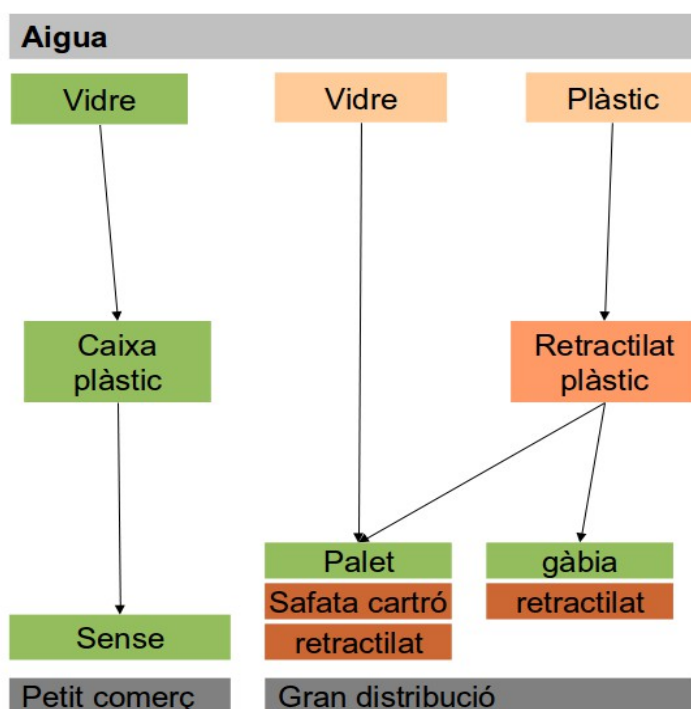 Aigua
Vidre
Vidre
Plàstic
Caixa
plàstic
Retractilat
plàstic
Palet
gàbia
Safata cartró
retractilat
retractilat
Sense
Petit comerç
Gran distribució